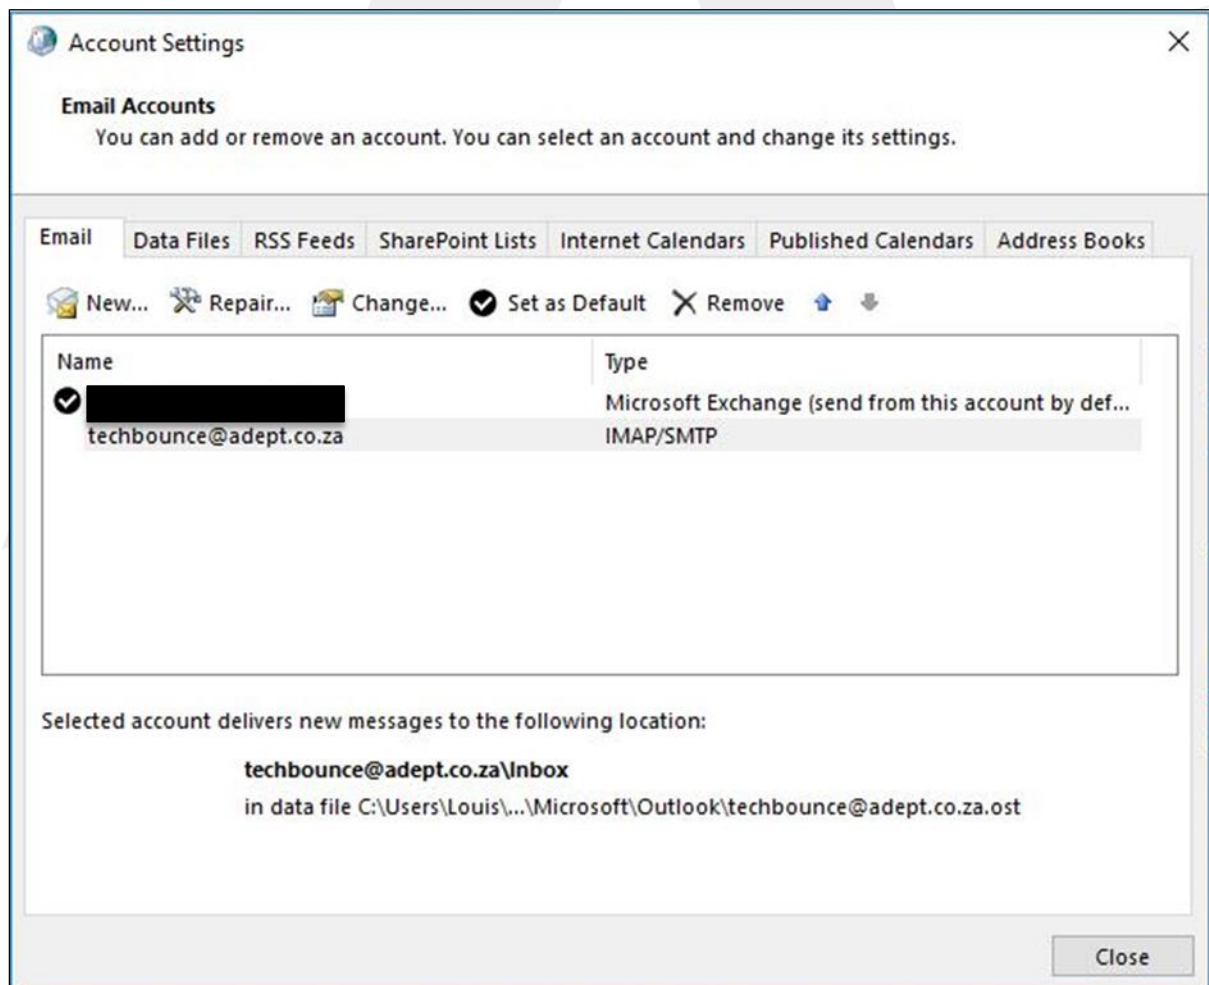 Account Settings
Email Accounts
You can add or remove an account. You can select an account and change its settings.
Email Data Files RSS Feeds SharePoint Lists Internet Calendars Published Calendars Address Books
New... Repair... Change... Set as Default Remove
Name Type
Microsoft Exchange (send from this account by def...
techbounce@adept.co.za IMAP/SMTP
Selected account delivers new messages to the following location:
techbounce@adept.co.za\Inbox
in data file C:\Users\Louis\...\Microsoft\Outlook\techbounce@adept.co.za.ost
Close